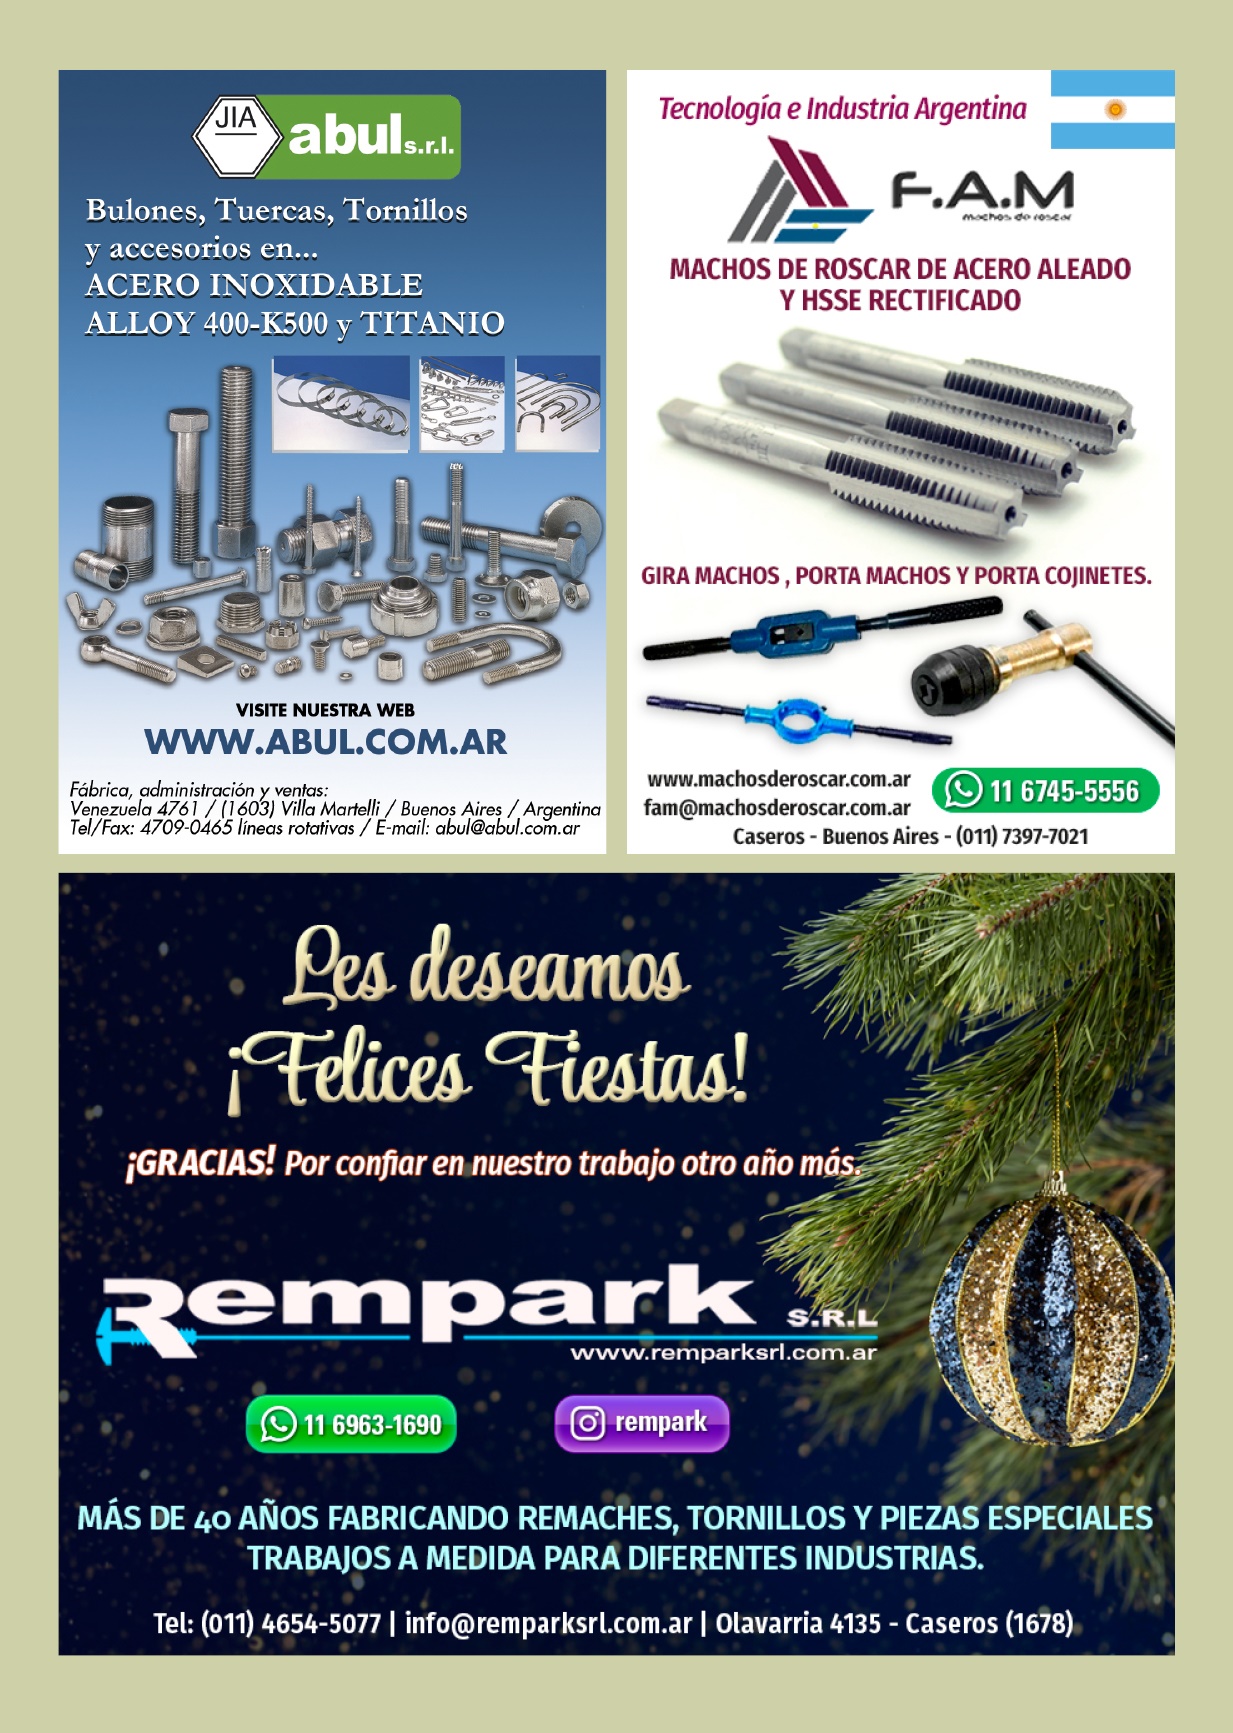 JIA
abul s.r.l.
Bulones, Tuercas, Tornillos
y accesorios en...
ACERO INOXIDABLE
ALLOY 400-K500 y TITANIO
VISITE NUESTRA WEB
WWW.ABUL.COM.AR
Fábrica, administración y ventas:
Venezuela 4761 / (1603) Villa Martelli / Buenos Aires / Argentina
Tel/Fax: 4709-0465 líneas rotativas / E-mail: abul@abul.com.ar
Tecnología e Industria Argentina
F.A.M
machos de roscar
MACHOS DE ROSCAR DE ACERO ALEADO
Y HSSE RECTIFICADO
GIRA MACHOS , PORTA MACHOS Y PORTA COJINETES.
www.machosderoscar.com.ar
fam@machosderoscar.com.ar
11 6745-5556
Caseros - Buenos Aires - (011) 7397-7021
Les deseamos
¡Felices Fiestas!
¡GRACIAS! Por confiar en nuestro trabajo otro año más.
Rempark S.R.L
www.remparksrl.com.ar
11 6963-1690
rempark
MÁS DE 40 AÑOS FABRICANDO REMACHES, TORNILLOS Y PIEZAS ESPECIALES
TRABAJOS A MEDIDA PARA DIFERENTES INDUSTRIAS.
Tel: (011) 4654-5077 | info@remparksrl.com.ar | Olavarria 4135 - Caseros (1678)